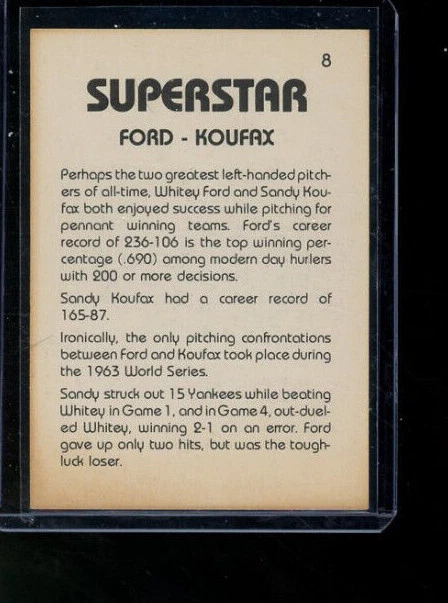 8
SUPERSTAR
FORD - KOUFAX
Perhaps the two greatest left-handed pitch-
ers of all-time, Whitey Ford and Sandy Kou-
fax both enjoyed success while pitching for
pennant winning teams. Ford's career
record of 236-106 is the top winning per-
centage (.690) among modern day hurlers
with 200 or more decisions.
Sandy Koufax had a career record of
165-87.
Ironically, the only pitching confrontations
between Ford and Koufax took place during
the 1963 World Series.
Sandy struck out 15 Yankees while beating
Whitey in Game 1, and in Game 4, out-duel-
ed Whitey, winning 2-1 on an error. Ford
gave up only two hits, but was the tough-
luck loser.